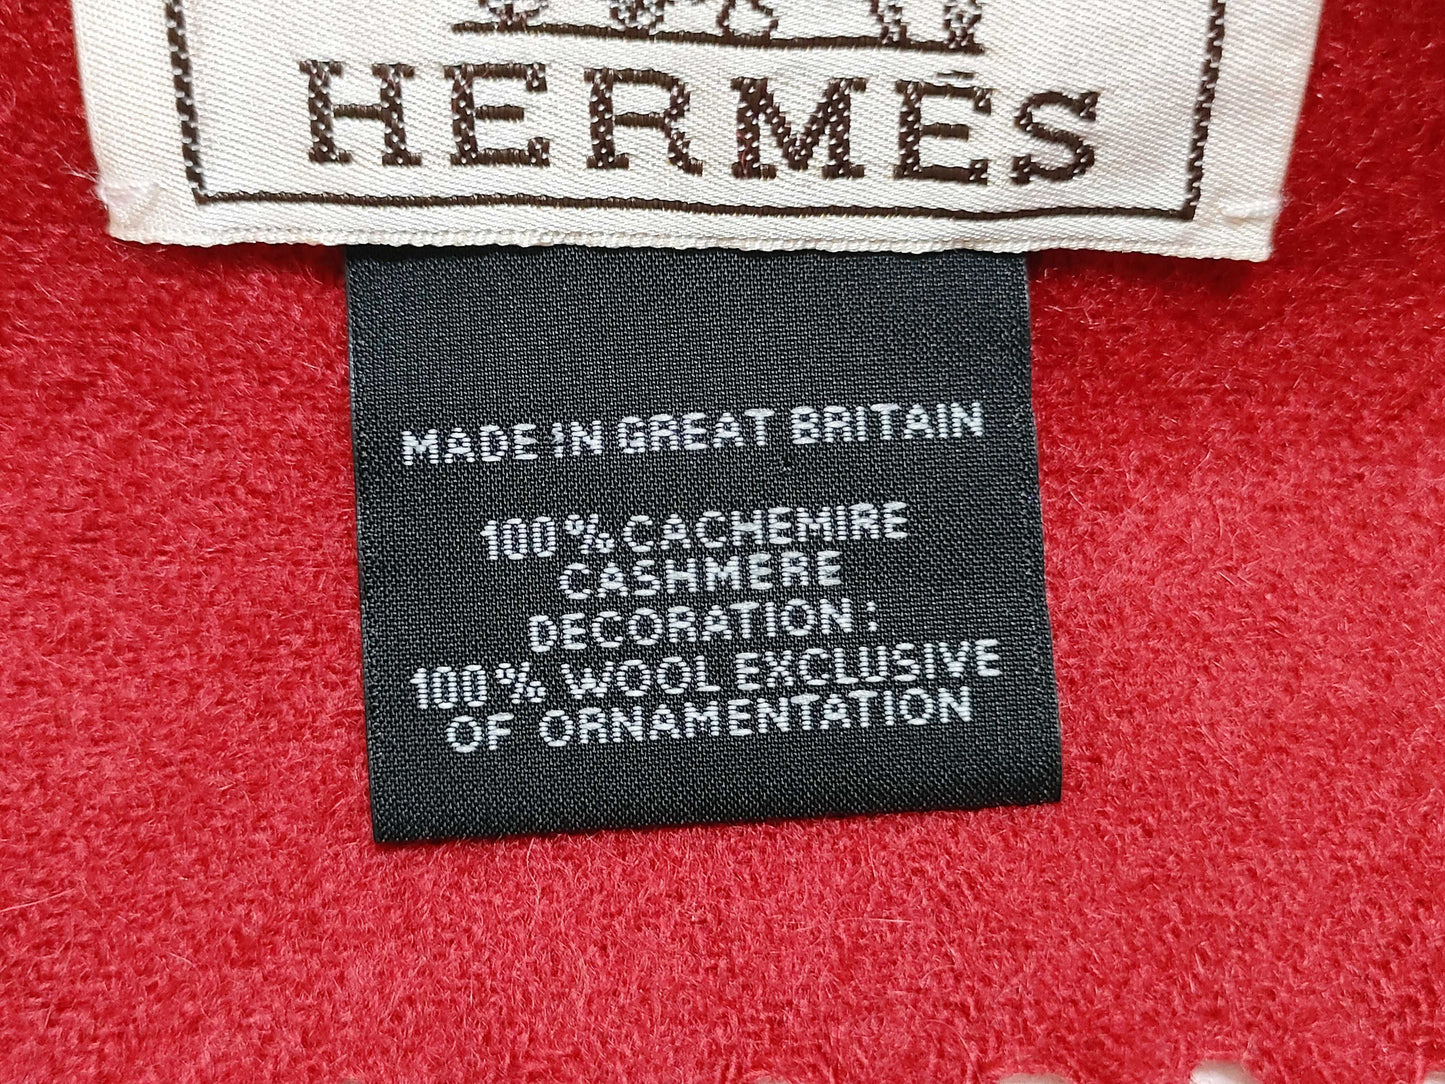 HERMÈS
MADE IN GREAT BRITAIN
100% CACHEMIRE
CASHMERE
DECORATION :
100% WOOL EXCLUSIVE
OF ORNAMENTATION